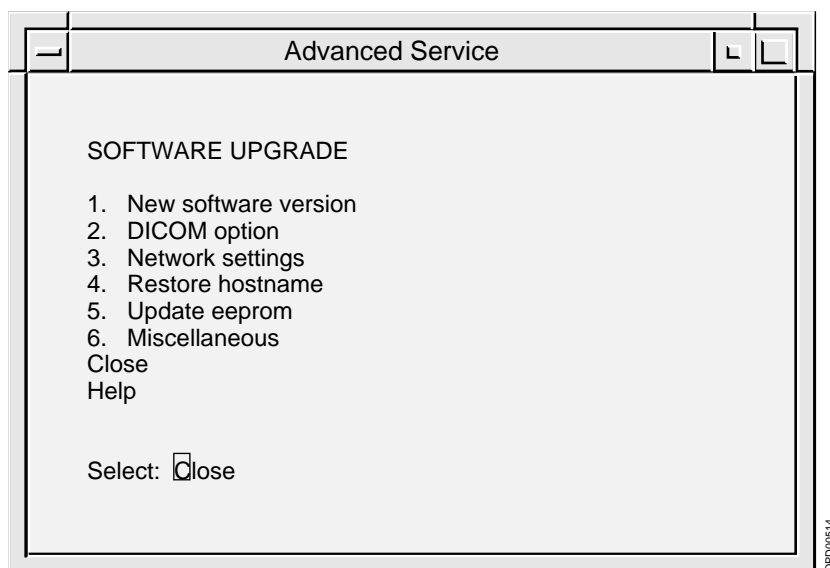 Advanced Service
SOFTWARE UPGRADE
1. New software version
2. DICOM option
3. Network settings
4. Restore hostname
5. Update eeprom
6. Miscellaneous
Close
Help
Select: Close